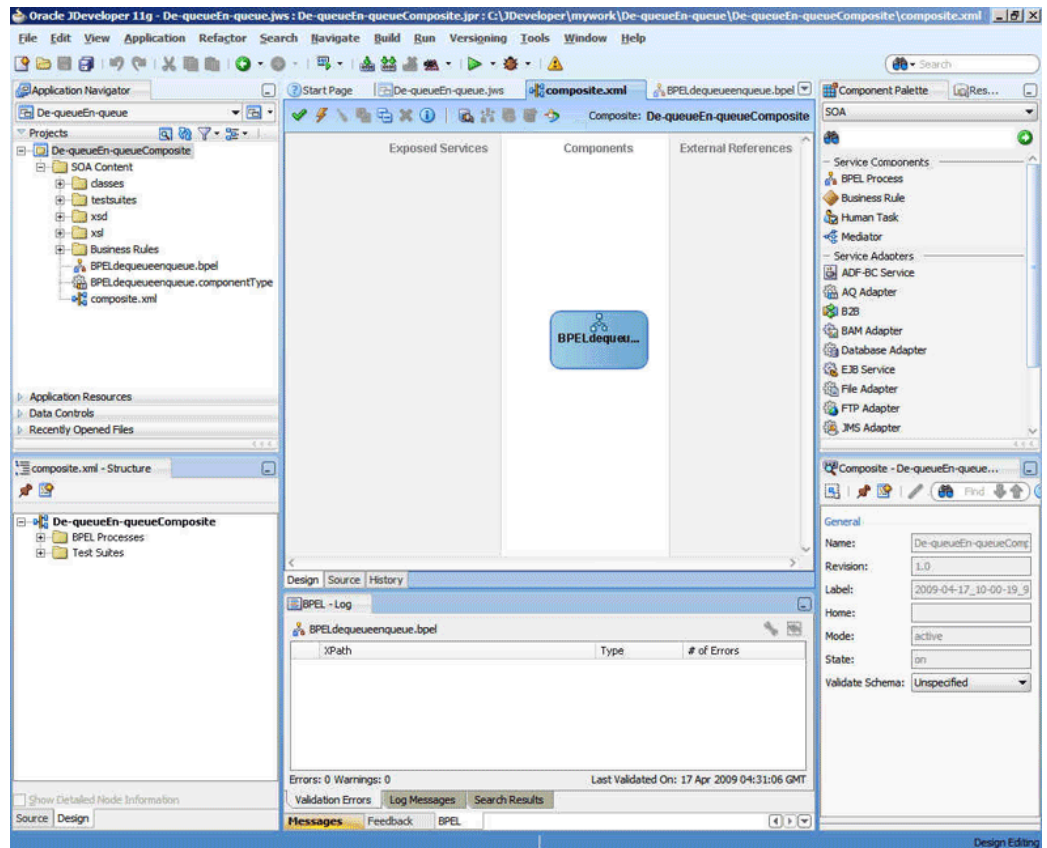 Oracle JDeveloper 11g - De-queueEn-queue.jws : De-queueEn-queueComposite.jpr : C:\JDeveloper\mywork\De-queueEn-queue\De-queueEn-queueComposite\composite.xml
File Edit View Application Refactor Search Navigate Build Run Versioning Tools Window Help
Search
Application Navigator
De-queueEn-queue
Projects
De-queueEn-queueComposite
SOA Content
classes
testsuites
xsd
xsl
Business Rules
BPELdequeueenqueue.bpel
BPELdequeueenqueue.componentType
composite.xml
Application Resources
Data Controls
Recently Opened Files
composite.xml - Structure
De-queueEn-queueComposite
BPEL Processes
Test Suites
Show Detailed Node Information
Source Design
Start Page De-queueEn-queue.jws composite.xml BPELdequeueenqueue.bpel
Composite: De-queueEn-queueComposite
Exposed Services Components External References
BPELdequeu...
Design Source History
BPEL - Log
BPELdequeueenqueue.bpel
XPath Type # of Errors
Errors: 0 Warnings: 0 Last Validated On: 17 Apr 2009 04:31:06 GMT
Validation Errors Log Messages Search Results
Messages Feedback BPEL
Component Palette Res...
SOA
Service Components
BPEL Process
Business Rule
Human Task
Mediator
Service Adapters
ADF-BC Service
AQ Adapter
B2B
BAM Adapter
Database Adapter
EJB Service
File Adapter
FTP Adapter
JMS Adapter
Composite - De-queueEn-queue...
Find
General
Name: De-queueEn-queueComp
Revision: 1.0
Label: 2009-04-17_10-00-19_9
Home:
Mode: active
State: on
Validate Schema: Unspecified
Design Editing